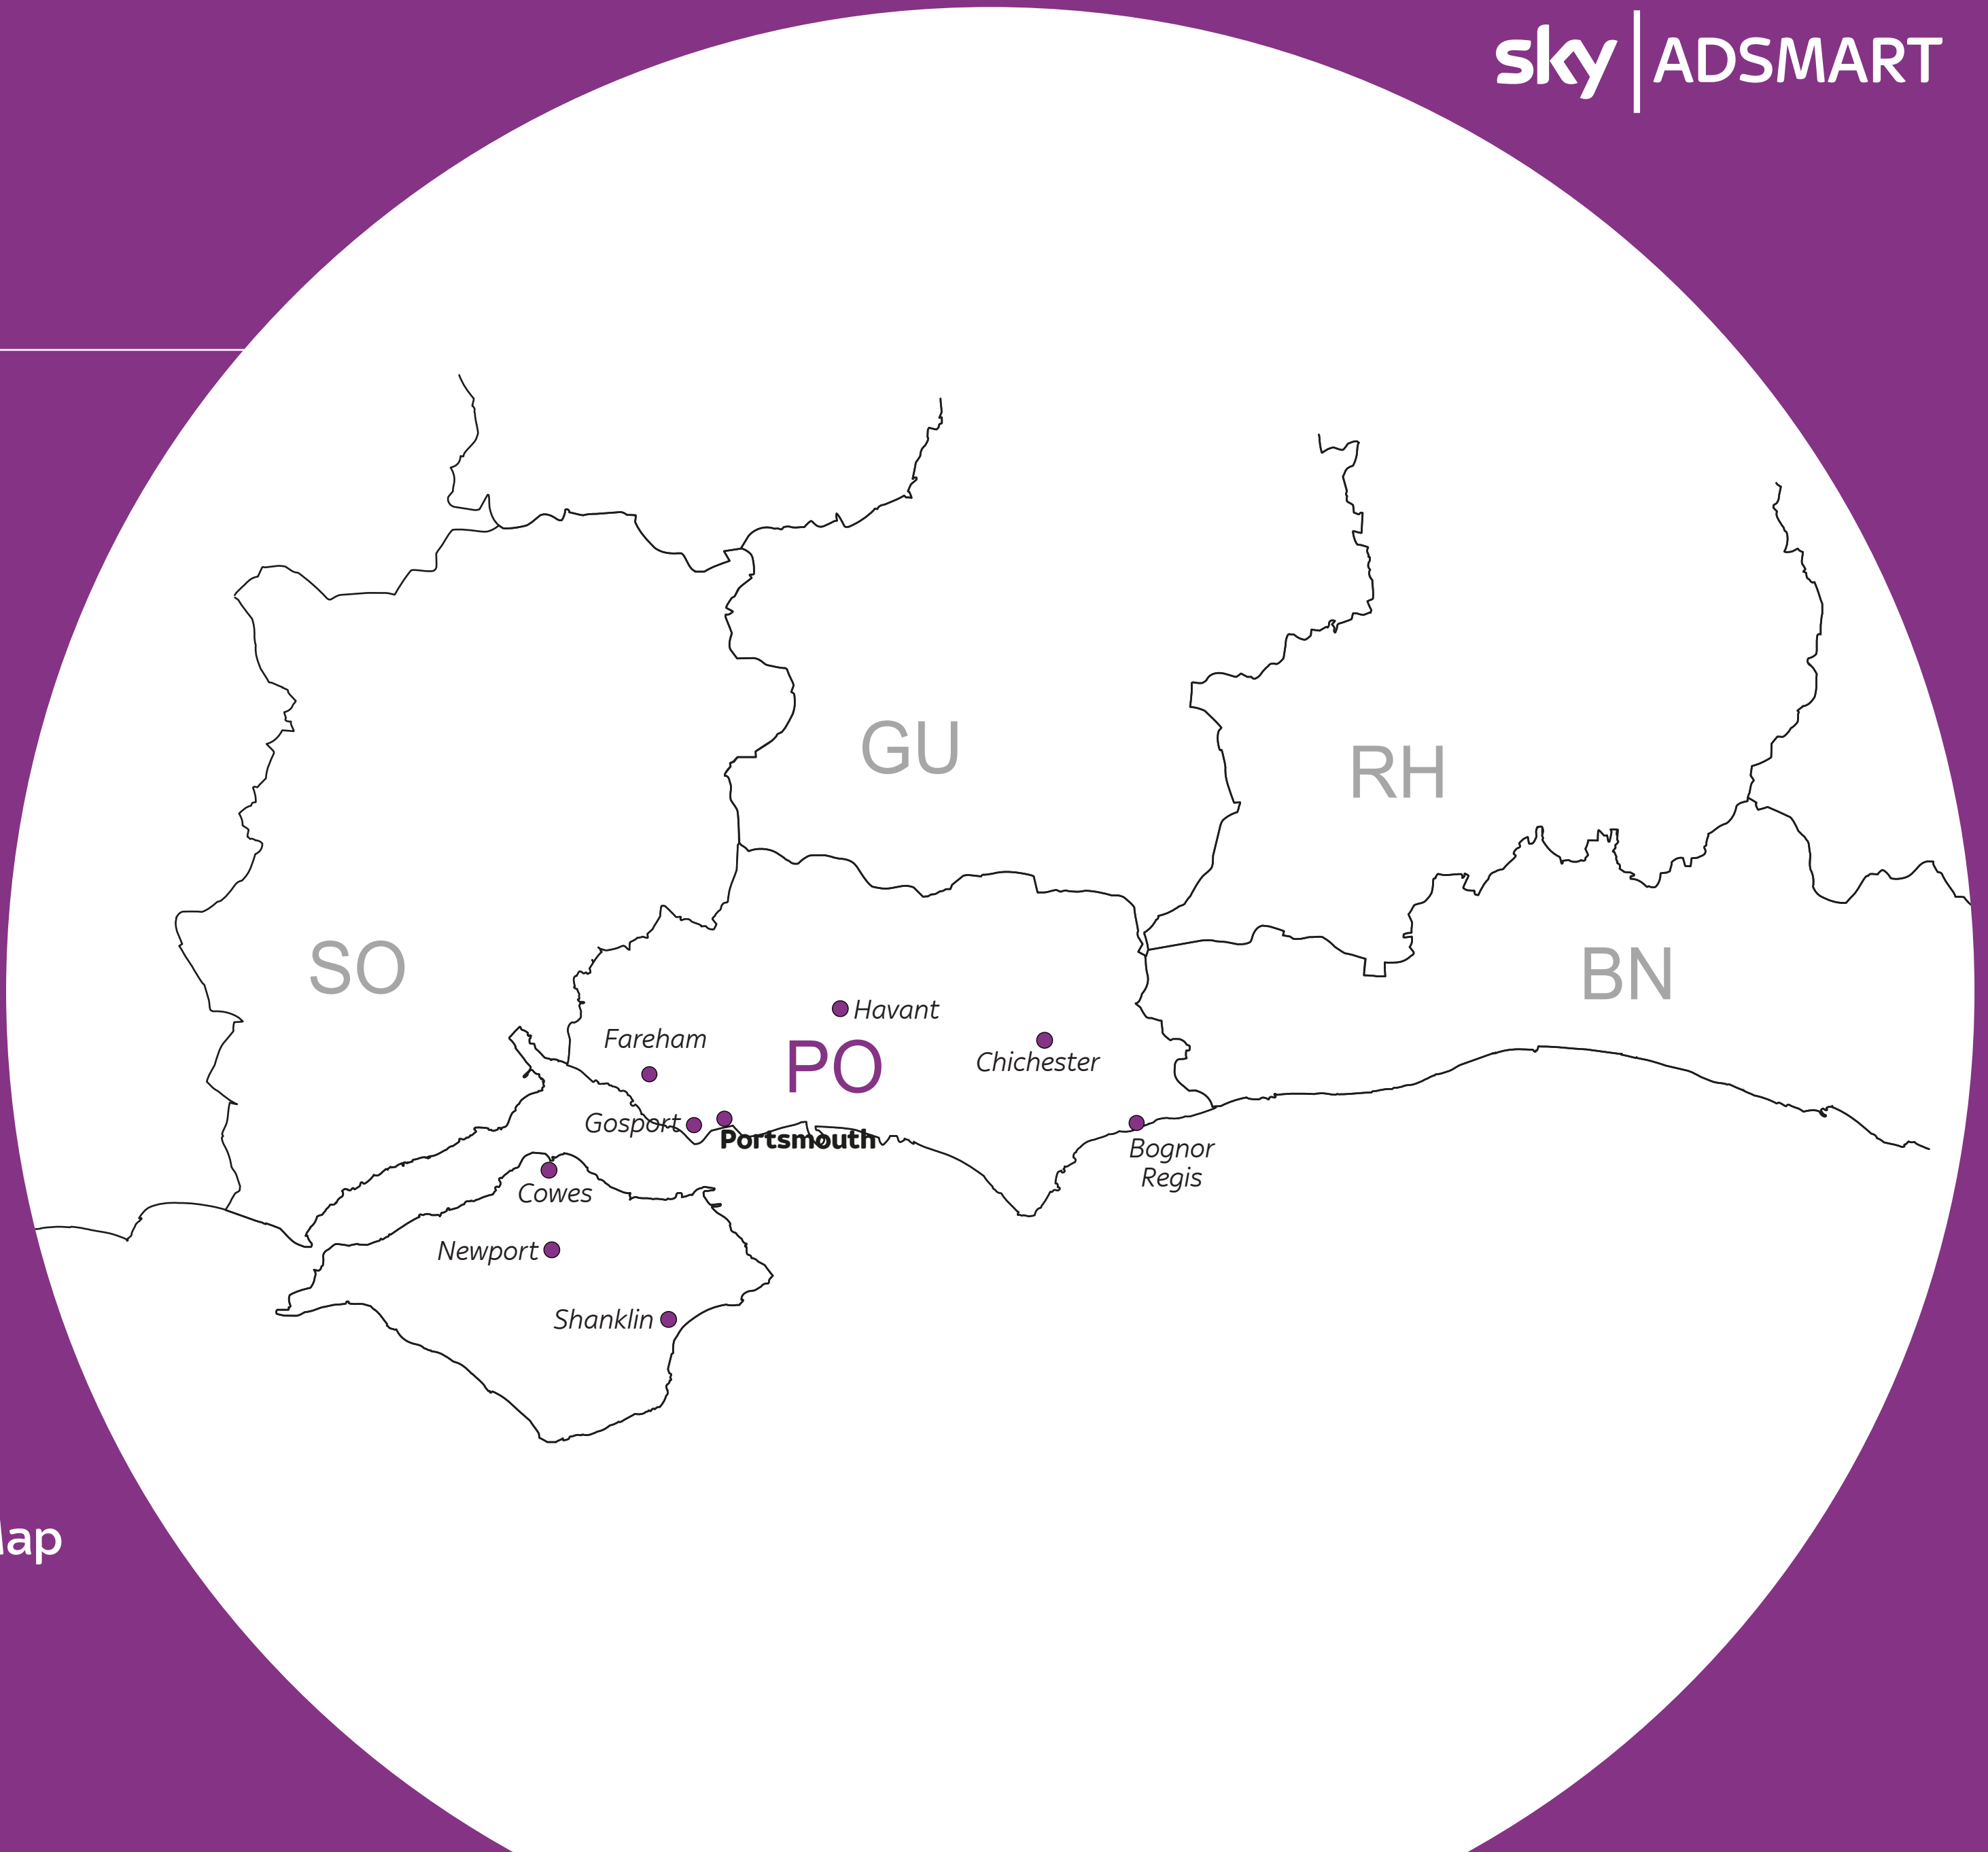 sky | ADSMART
GU
RH
SO
BN
Havant
Fareham
PO
Chichester
Gosport
Portsmouth
Bognor
Regis
Cowes
Newport
Shanklin